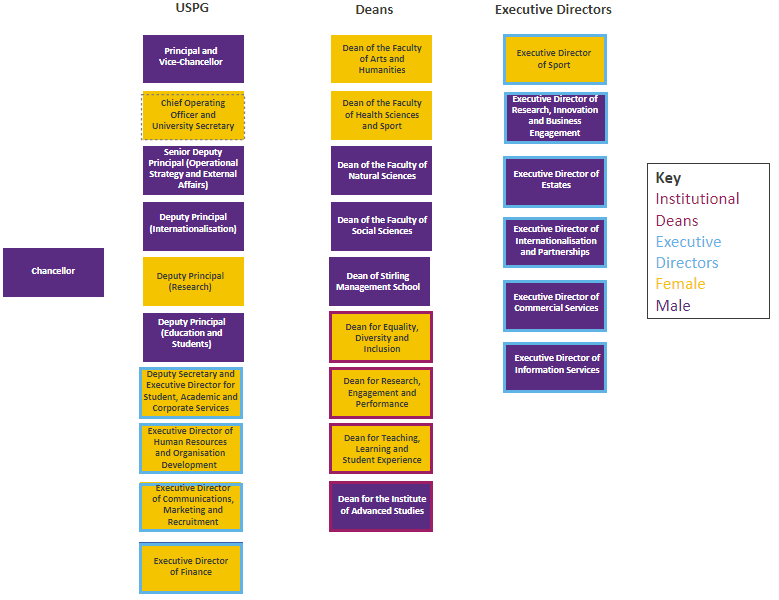 USPG
Deans
Executive Directors
Chancellor
Principal and
Vice-Chancellor
Chief Operating
Officer and
University Secretary
Senior Deputy
Principal (Operational
Strategy and External
Affairs)
Deputy Principal
(Internationalisation)
Deputy Principal
(Research)
Deputy Principal
(Education and
Students)
Deputy Secretary and
Executive Director for
Student, Academic and
Corporate Services
Executive Director of
Human Resources
and Organisation
Development
Executive Director
of Communications,
Marketing and
Recruitment
Executive Director
of Finance
Dean of the Faculty
of Arts and
Humanities
Dean of the Faculty
of Health Sciences
and Sport
Dean of the Faculty of
Natural Sciences
Dean of the Faculty of
Social Sciences
Dean of Stirling
Management School
Dean for Equality,
Diversity and
Inclusion
Dean for Research,
Engagement and
Performance
Dean for Teaching,
Learning and
Student Experience
Dean for the Institute
of Advanced Studies
Executive Director
of Sport
Executive Director of
Research, Innovation
and Business
Engagement
Executive Director of
Estates
Executive Director of
Internationalisation
and Partnerships
Executive Director of
Commercial Services
Executive Director of
Information Services
Key
Institutional
Deans
Executive
Directors
Female
Male